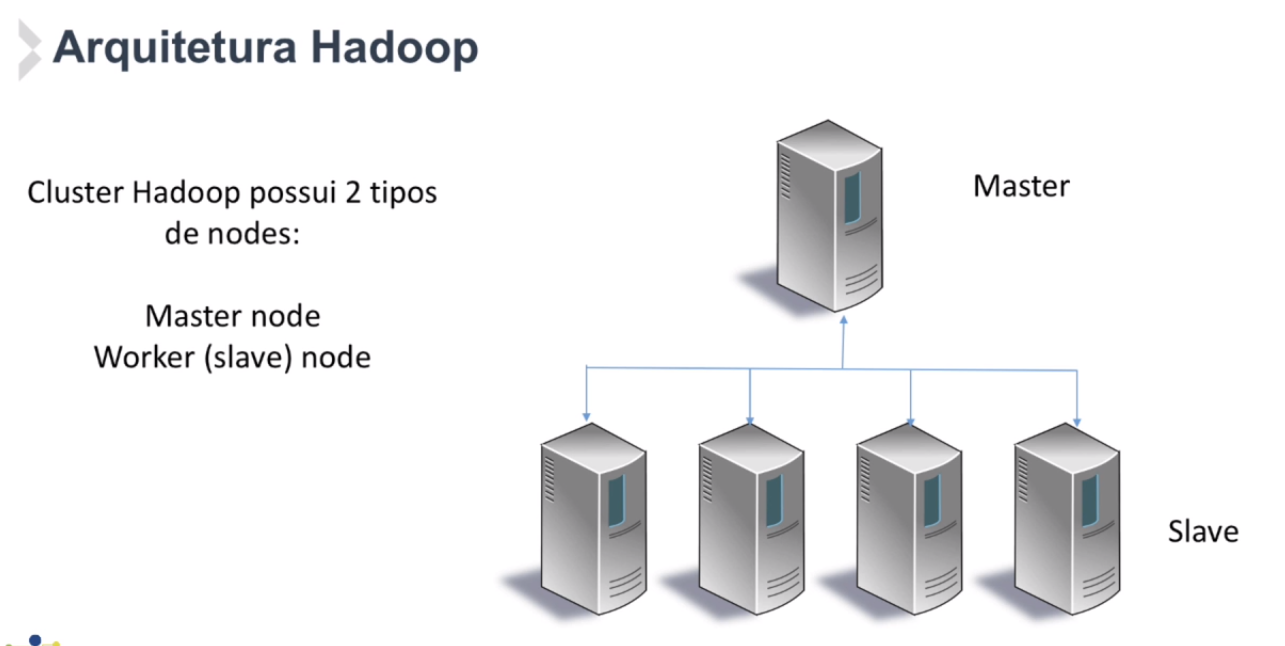 Arquitetura Hadoop
Cluster Hadoop possui 2 tipos
de nodes:
Master node
Worker (slave) node
Master
Slave